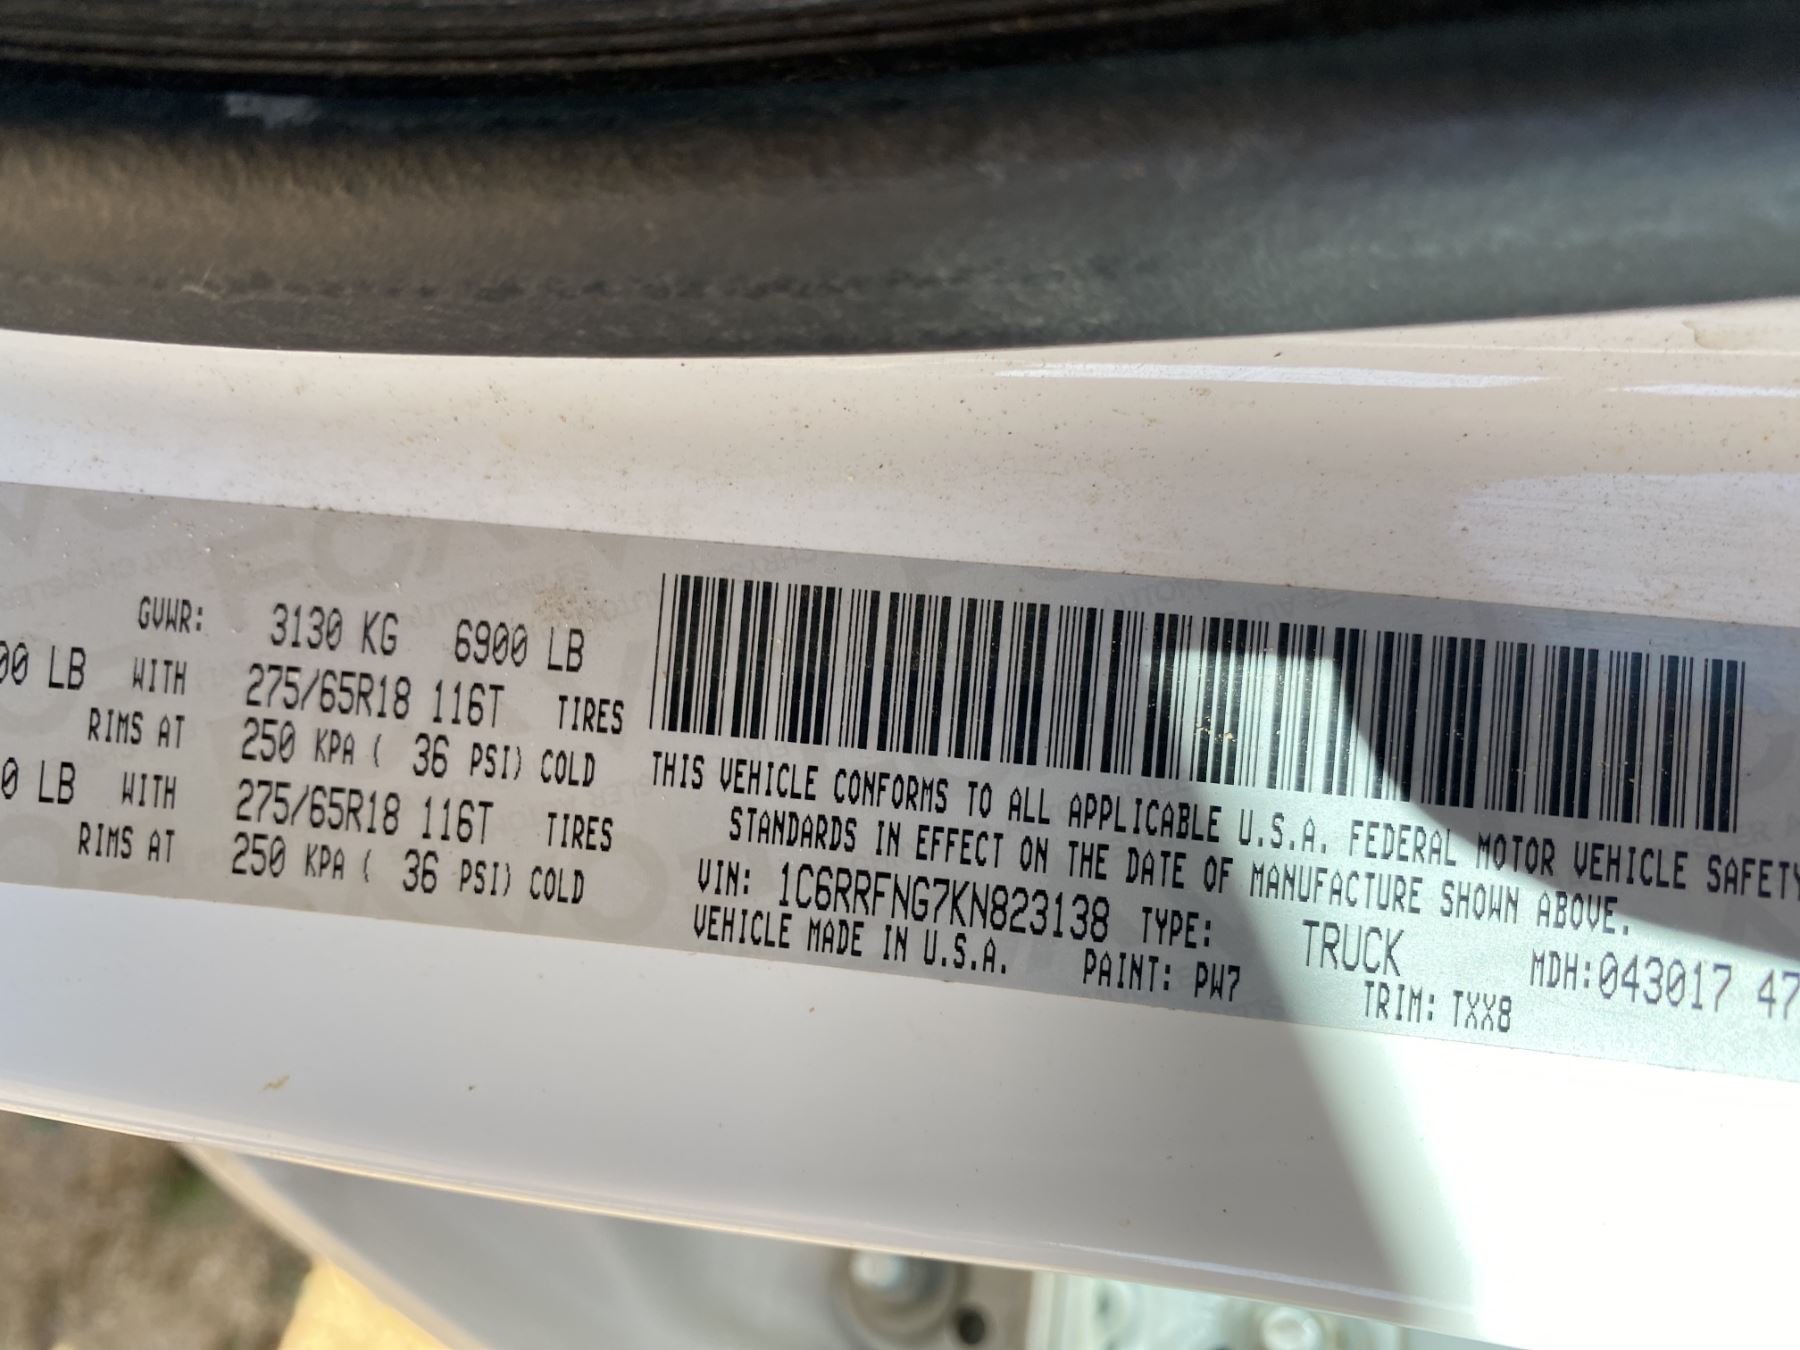 GVWR: 3130 KG 6900 LB
00 LB WITH 275/65R18 116T TIRES
RIMS AT 250 KPA ( 36 PSI) COLD
0 LB WITH 275/65R18 116T TIRES
RIMS AT 250 KPA ( 36 PSI) COLD
THIS VEHICLE CONFORMS TO ALL APPLICABLE U.S.A. FEDERAL MOTOR VEHICLE SAFETY
STANDARDS IN EFFECT ON THE DATE OF MANUFACTURE SHOWN ABOVE.
VIN: 1C6RRFNG7KN823138 TYPE: TRUCK MDH:043017 47
VEHICLE MADE IN U.S.A. PAINT: PW7 TRIM: TXX8